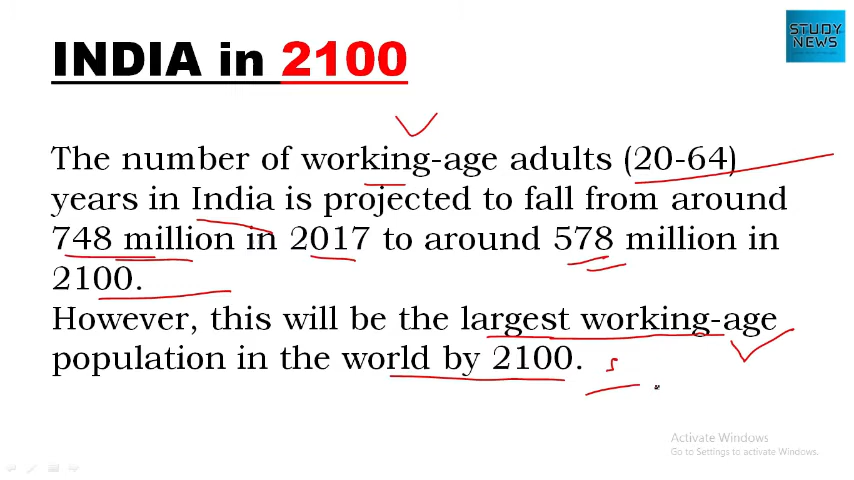 STUDY
NEWS
INDIA in 2100
The number of working-age adults (20-64)
years in India is projected to fall from around
748 million in 2017 to around 578 million in
2100.
However, this will be the largest working-age
population in the world by 2100.
Activate Windows
Go to Settings to activate Windows.